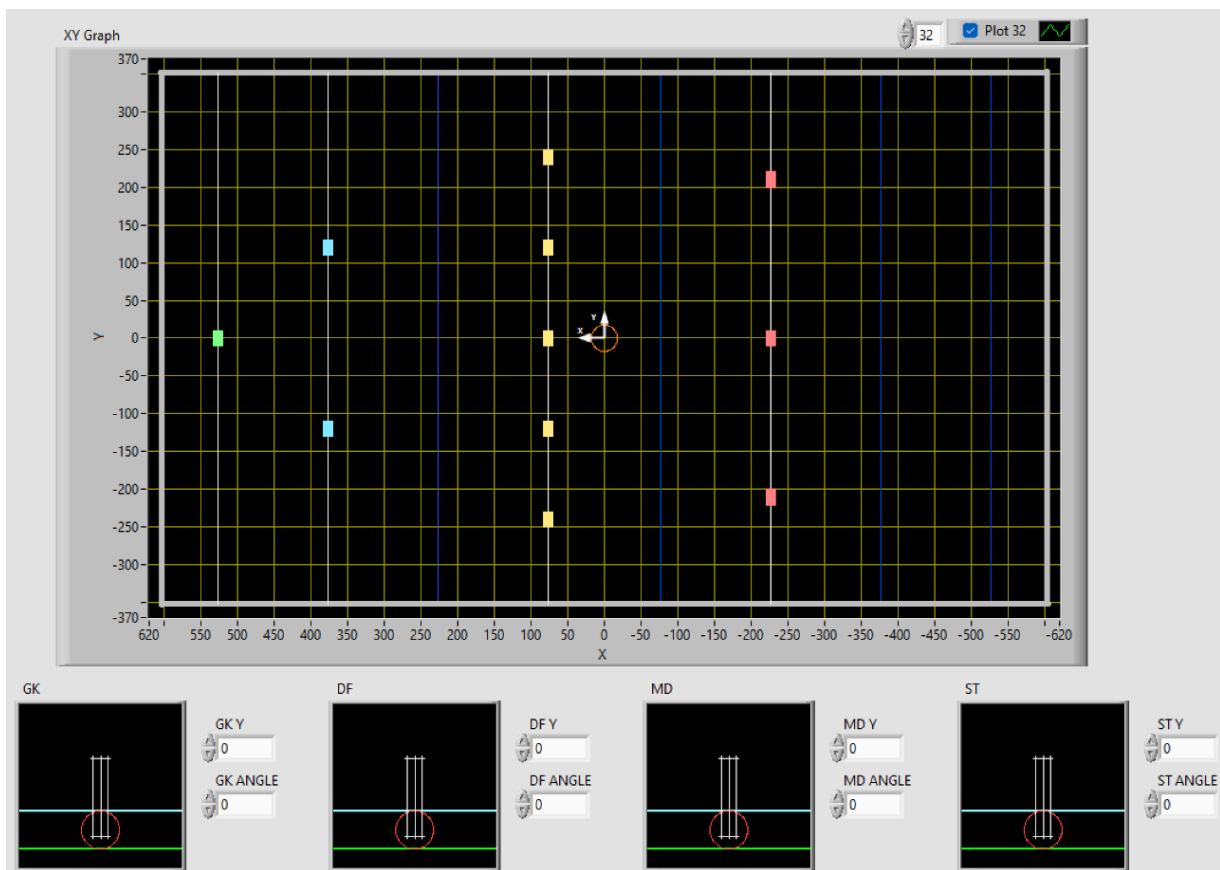 XY Graph
32
Plot 32
370
300
250
200
150
100
50
0
-50
-100
-150
-200
-250
-300
-370
Y
Y
X
620 550 500 450 400 350 300 250 200 150 100 50 0 -50 -100 -150 -200 -250 -300 -350 -400 -450 -500 -550 -620
X
GK DF MD ST
GK Y DF Y MD Y ST Y
0 0 0 0
GK ANGLE DF ANGLE MD ANGLE ST ANGLE
0 0 0 0